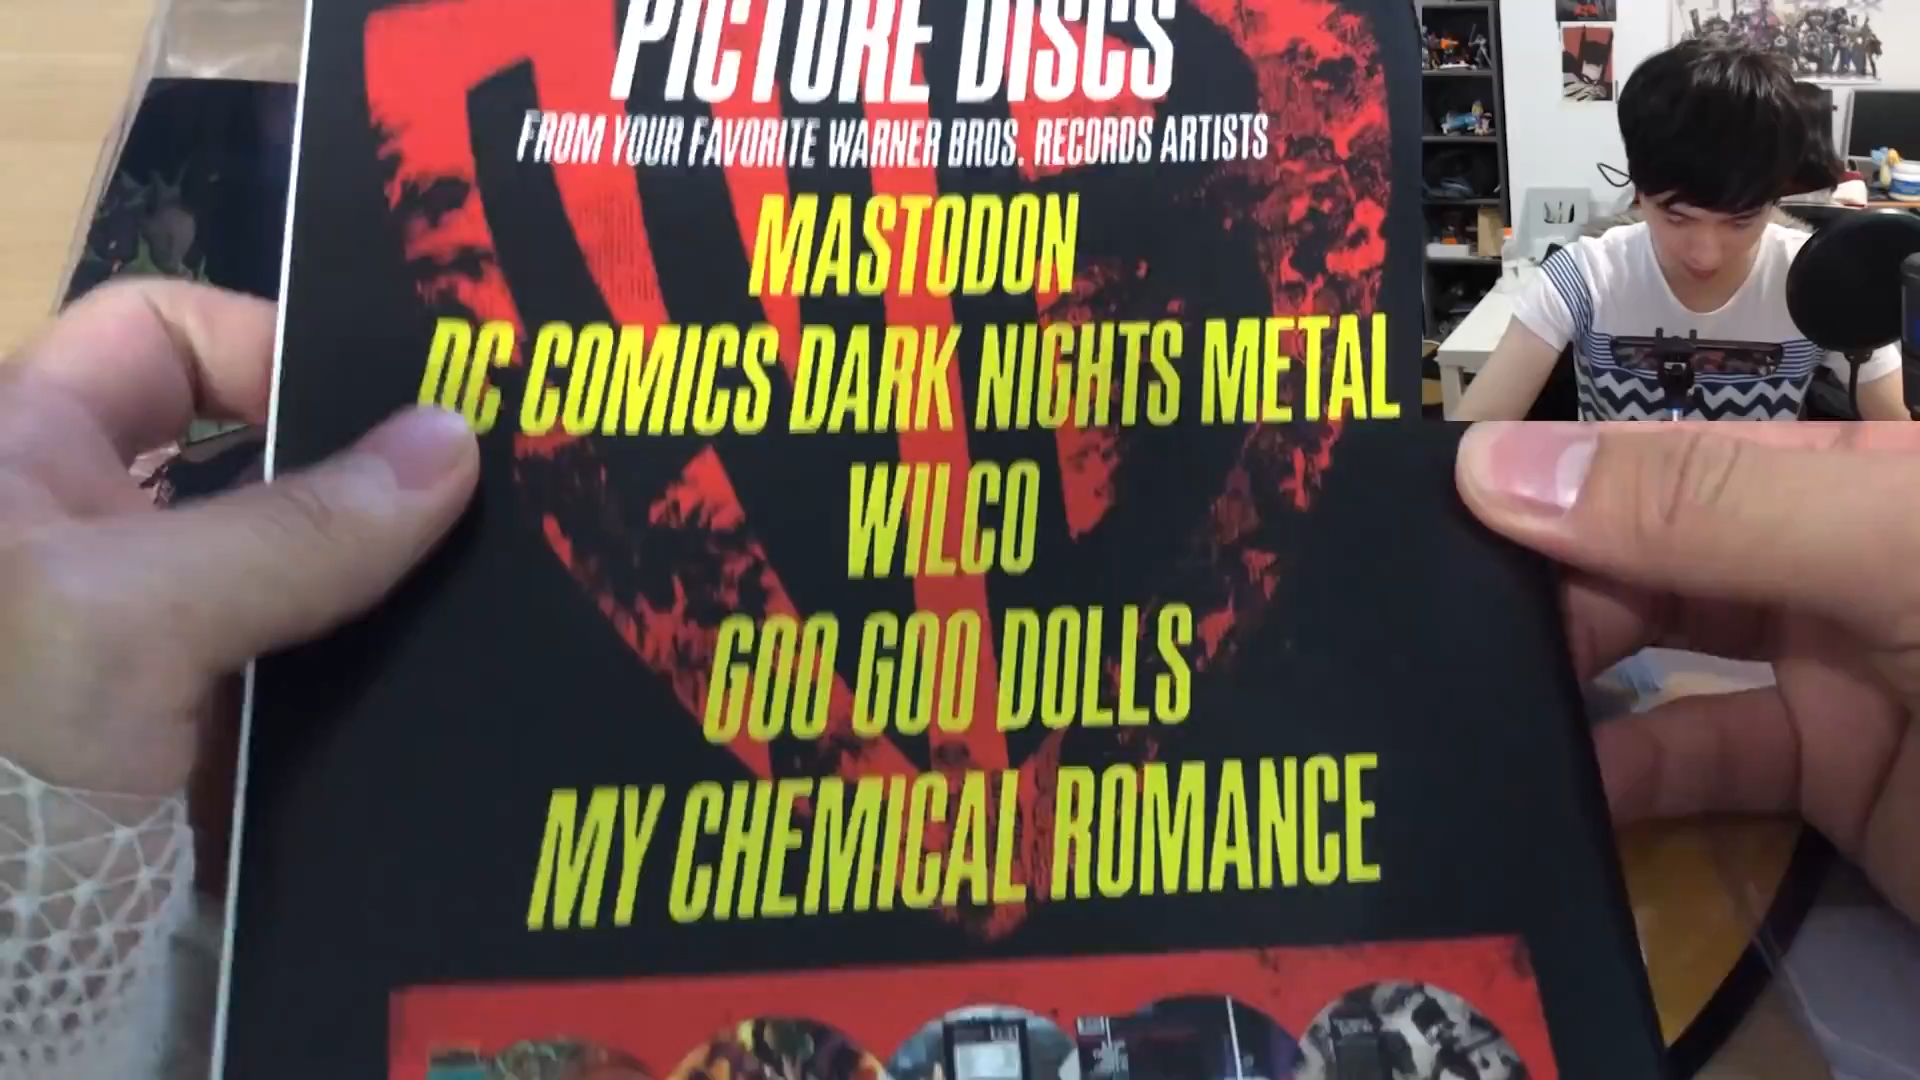 PICTURE DISCS
FROM YOUR FAVORITE WARNER BROS. RECORDS ARTISTS
MASTODON
DC COMICS DARK NIGHTS METAL
WILCO
GOO GOO DOLLS
MY CHEMICAL ROMANCE